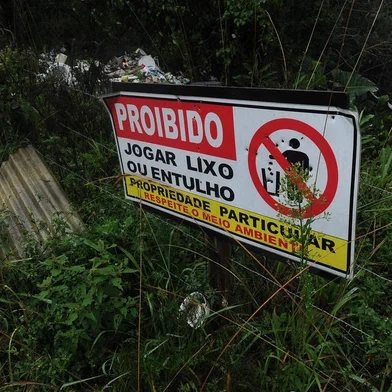 PROIBIDO
JOGAR LIXO
OU ENTULHO
PROPRIEDADE PARTICULAR
RESPEITE O MEIO AMBIENTE